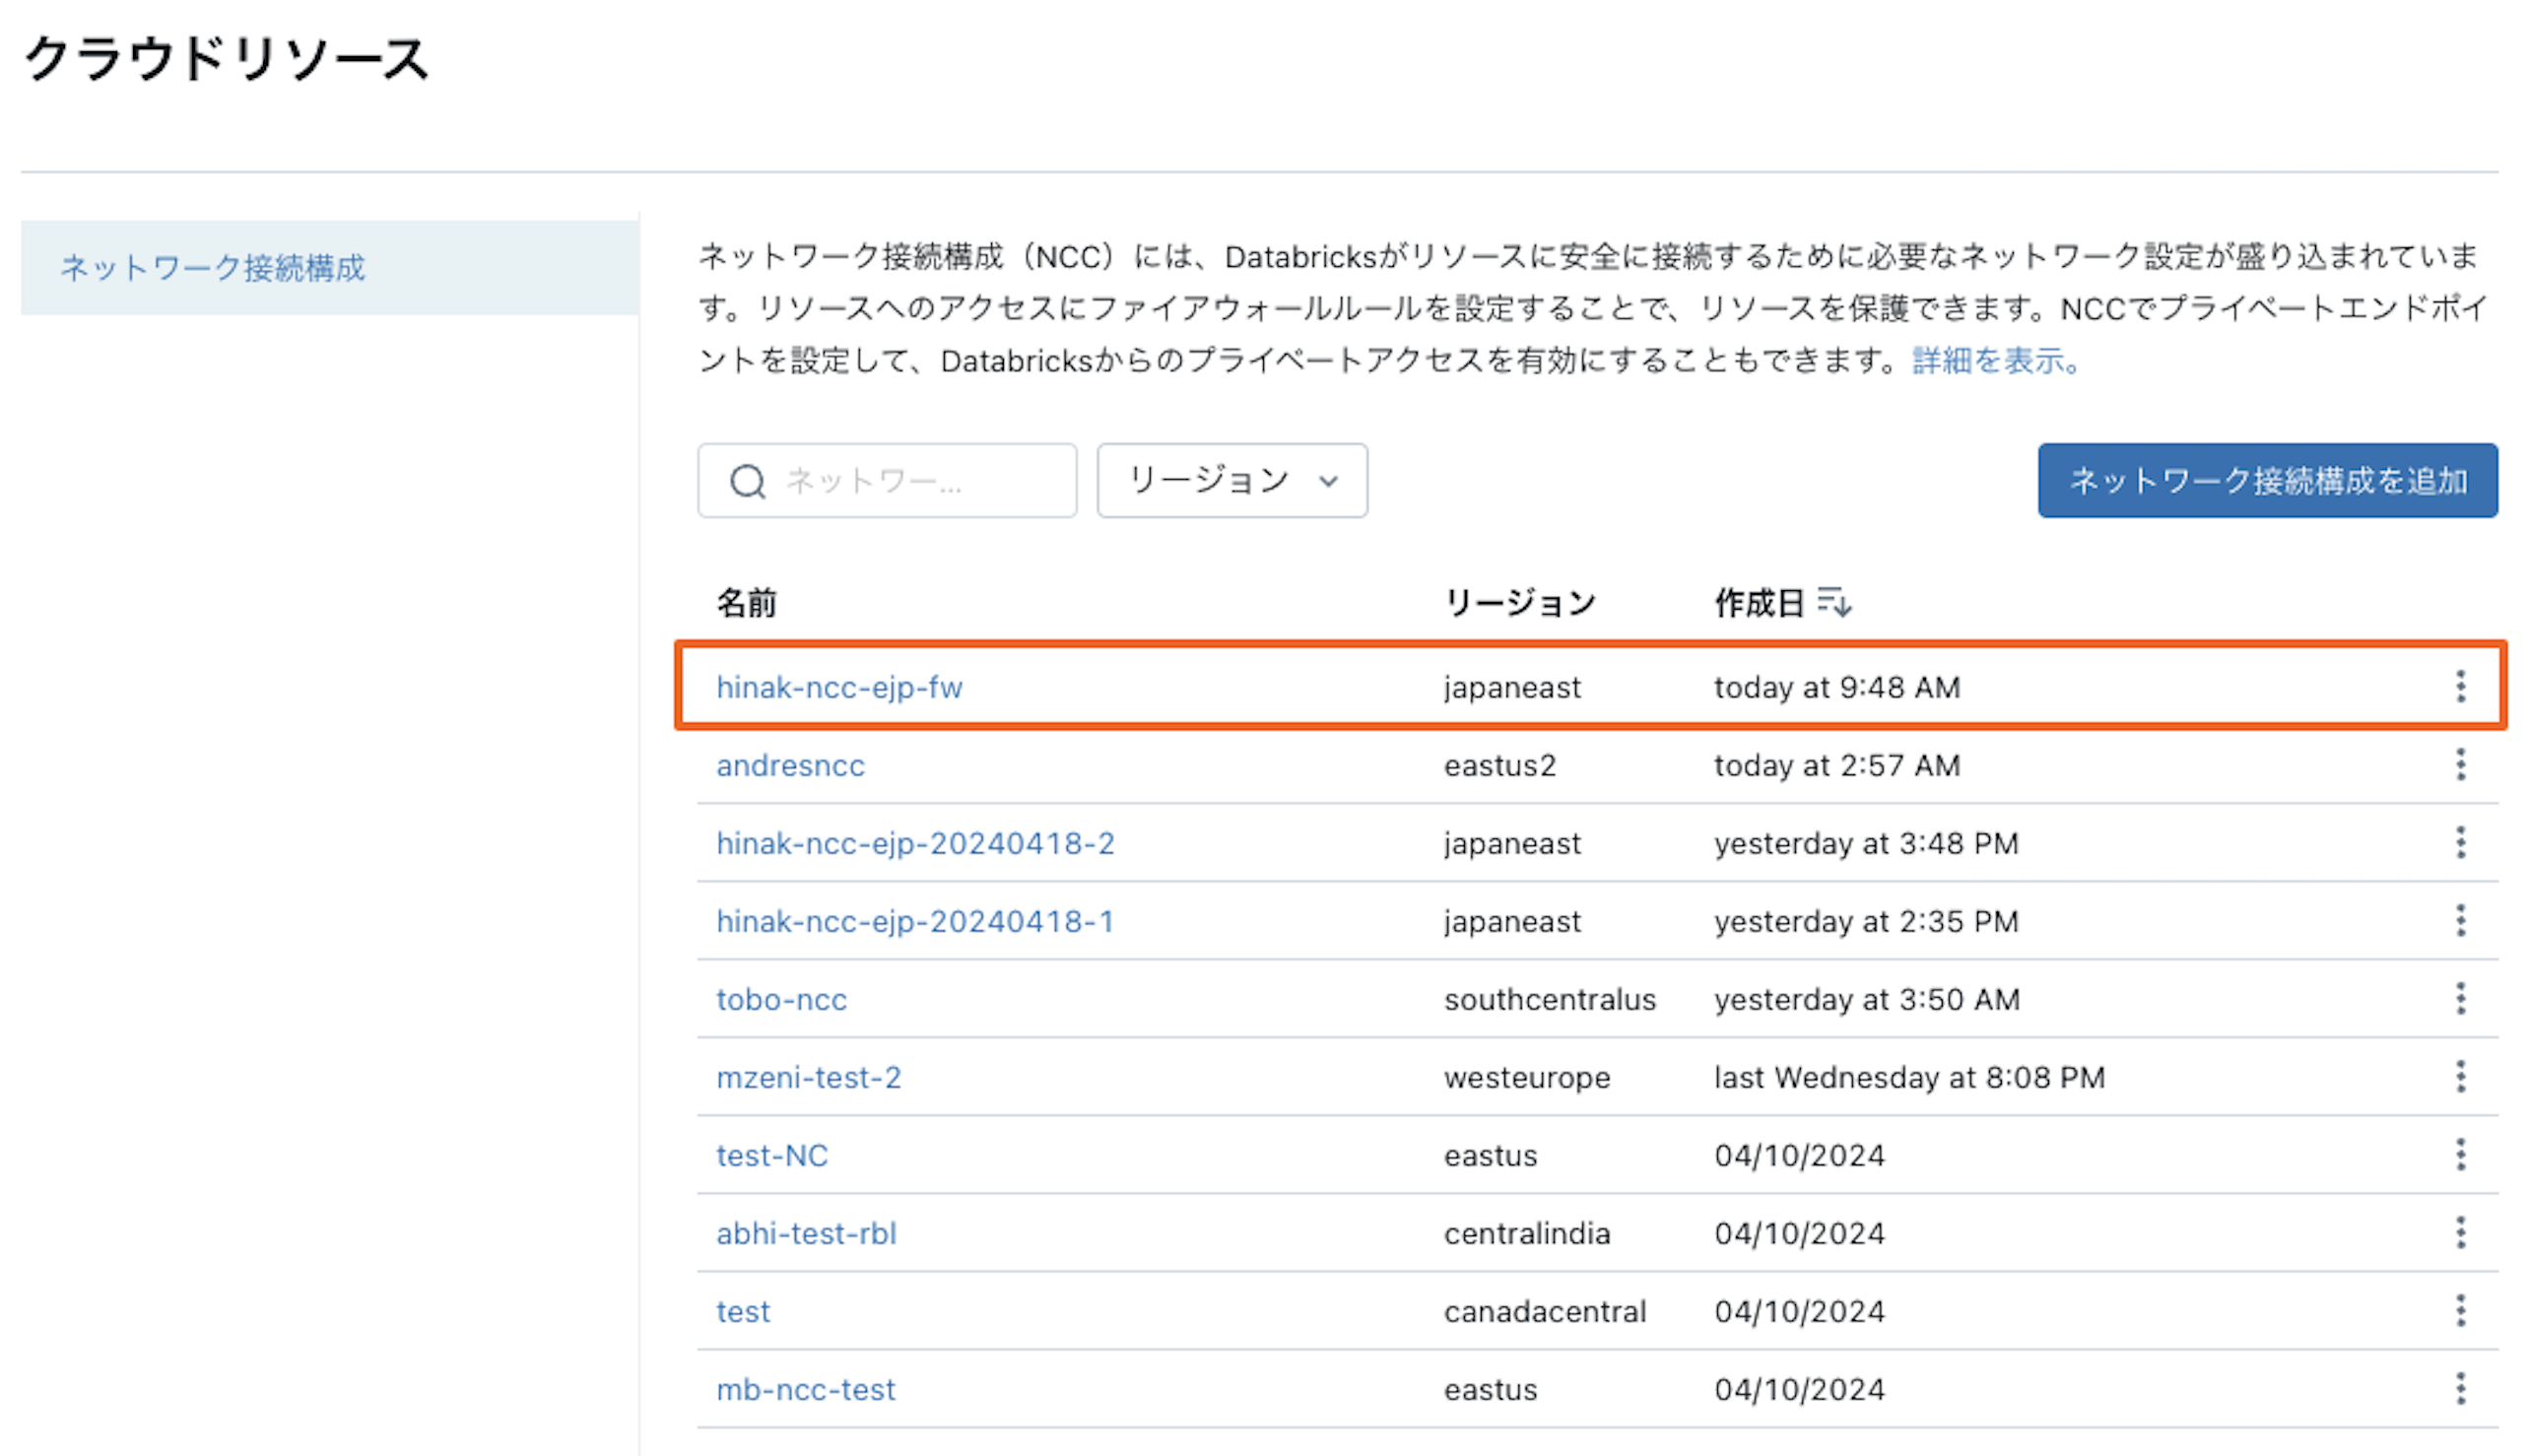 クラウドリソース
ネットワーク接続構成
ネットワーク接続構成（NCC）には、Databricksがリソースに安全に接続するために必要なネットワーク設定が盛り込まれていま
す。リソースへのアクセスにファイアウォールルールを設定することで、リソースを保護できます。NCCでプライベートエンドポイ
ントを設定して、Databricksからのプライベートアクセスを有効にすることもできます。詳細を表示。
ネットワー... リージョン ネットワーク接続構成を追加
名前 リージョン 作成日
hinak-ncc-ejp-fw japaneast today at 9:48 AM
andresncc eastus2 today at 2:57 AM
hinak-ncc-ejp-20240418-2 japaneast yesterday at 3:48 PM
hinak-ncc-ejp-20240418-1 japaneast yesterday at 2:35 PM
tobo-ncc southcentralus yesterday at 3:50 AM
mzeni-test-2 westeurope last Wednesday at 8:08 PM
test-NC eastus 04/10/2024
abhi-test-rbl centralindia 04/10/2024
test canadacentral 04/10/2024
mb-ncc-test eastus 04/10/2024